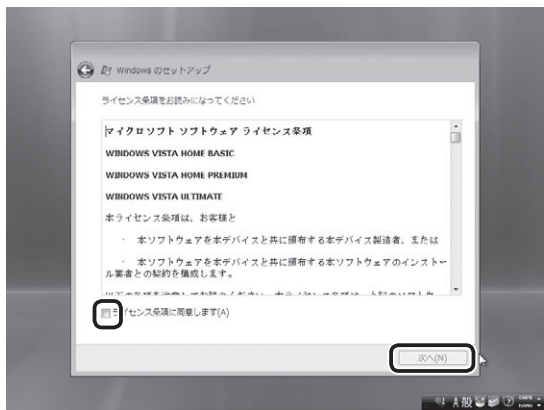 Windows のセットアップ
ライセンス条項をお読みになってください
マイクロソフト ソフトウェア ライセンス条項
WINDOWS VISTA HOME BASIC
WINDOWS VISTA HOME PREMIUM
WINDOWS VISTA ULTIMATE
本ライセンス条項は、お客様と
· 本ソフトウェアを本デバイスと共に頒布する本デバイス製造者、または
· 本ソフトウェアを本デバイスと共に頒布する本ソフトウェアのインストー
ル業者との契約を構成します。
ライセンス条項に同意します(A)
次へ(N)
A 般
CAPS
KANA